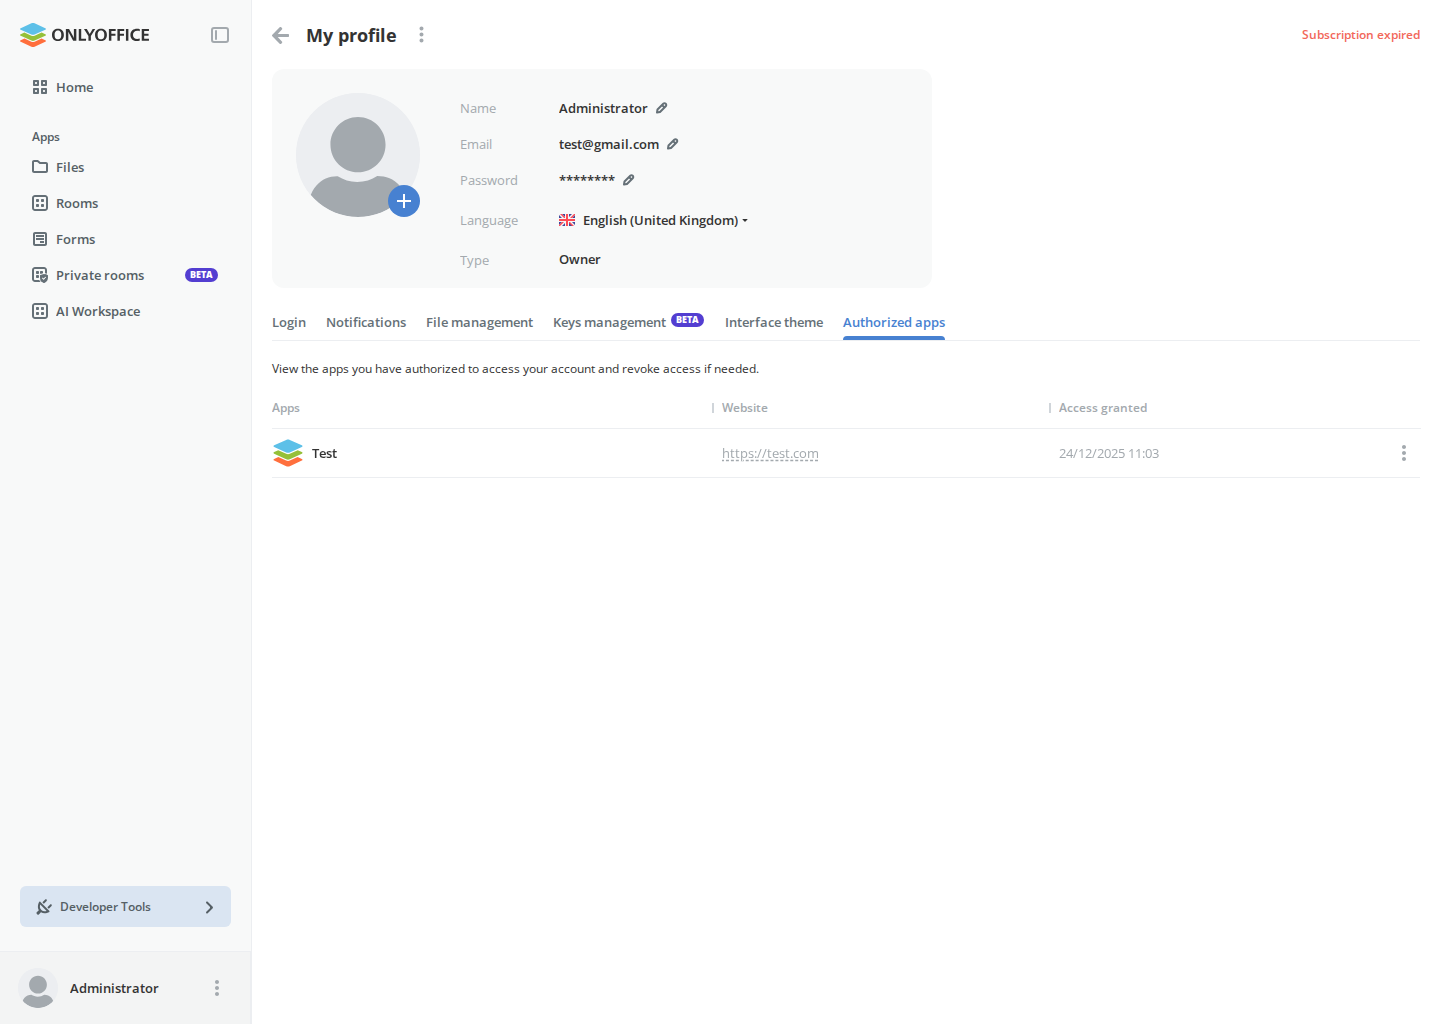 ONLYOFFICE
Home
Apps
Files
Rooms
Forms
Private rooms BETA
AI Workspace
Developer Tools
Administrator
My profile
Subscription expired
Name Administrator
Email test@gmail.com
Password ********
Language English (United Kingdom)
Type Owner
Login Notifications File management Keys management BETA Interface theme Authorized apps
View the apps you have authorized to access your account and revoke access if needed.
Apps Website Access granted
Test https://test.com 24/12/2025 11:03